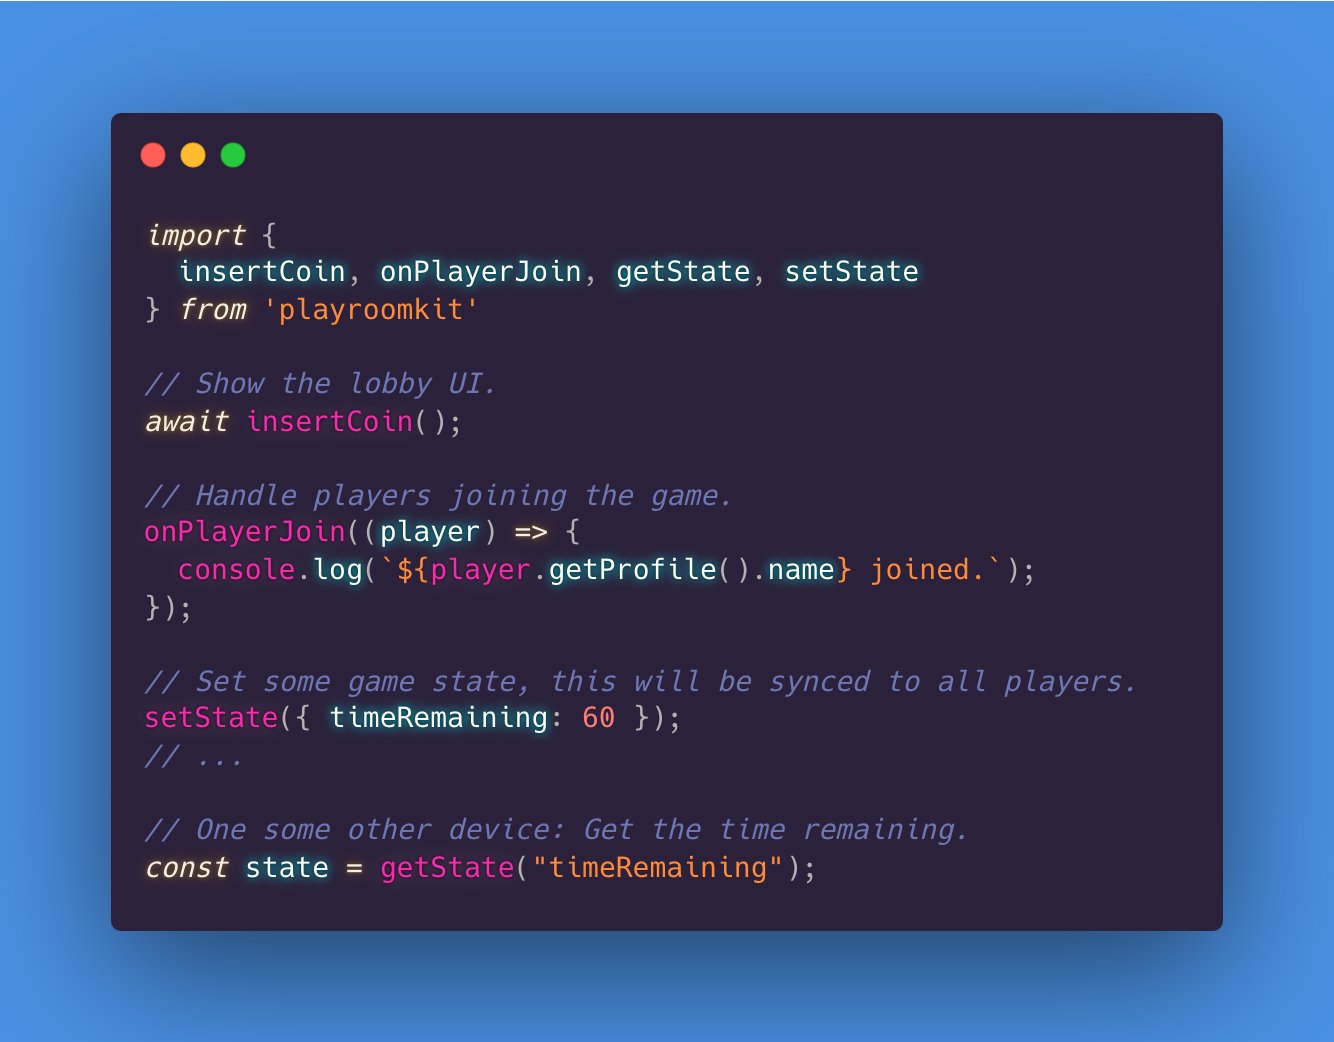 import {
  insertCoin, onPlayerJoin, getState, setState
} from 'playroomkit'
// Show the lobby UI.
await insertCoin();
// Handle players joining the game.
onPlayerJoin((player) => {
  console.log(`${player.getProfile().name} joined.`);
});
// Set some game state, this will be synced to all players.
setState({ timeRemaining: 60 });
// ...
// One some other device: Get the time remaining.
const state = getState("timeRemaining");